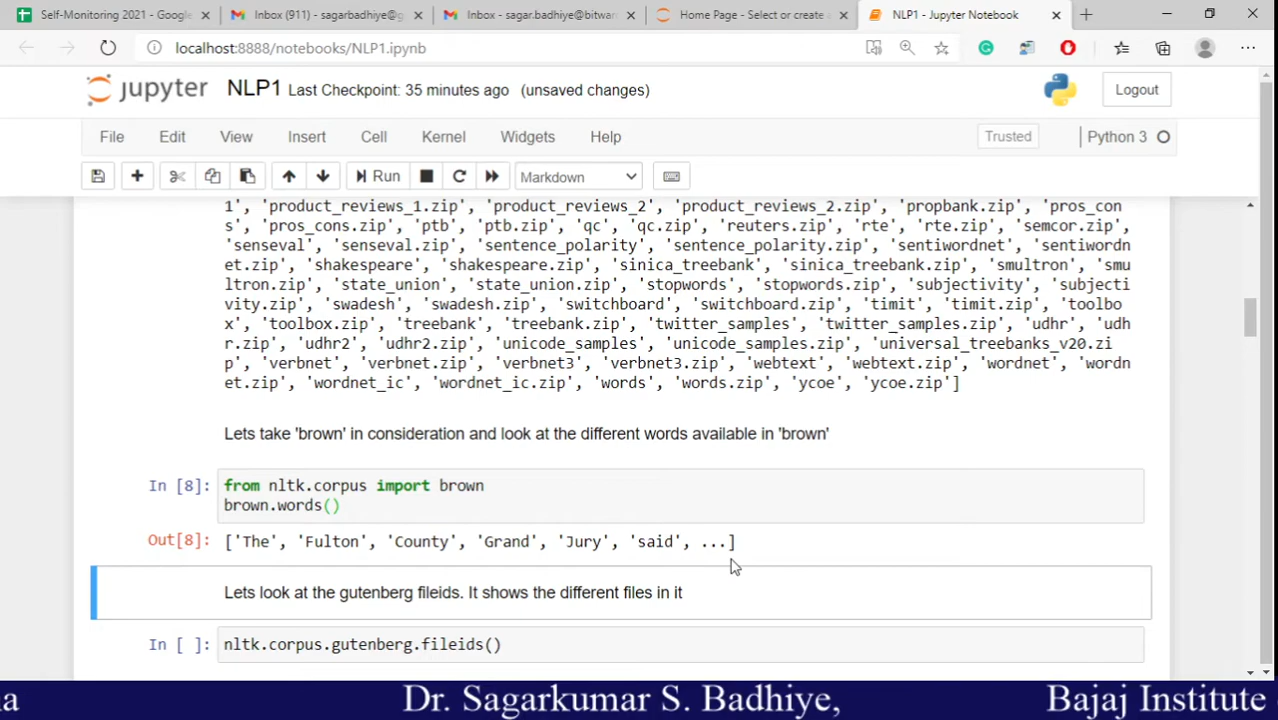 Self-Monitoring 2021 - Google
Inbox (911) - sagarbadhiye@g
Inbox - sagar.badhiye@bitwar
Home Page - Select or create a
NLP1 - Jupyter Notebook
localhost:8888/notebooks/NLP1.ipynb
jupyter NLP1 Last Checkpoint: 35 minutes ago (unsaved changes)
Logout
File Edit View Insert Cell Kernel Widgets Help
Trusted
Python 3
Run
Markdown
1', 'product_reviews_1.zip', 'product_reviews_2', 'product_reviews_2.zip', 'propbank.zip', 'pros_con
s', 'pros_cons.zip', 'ptb', 'ptb.zip', 'qc', 'qc.zip', 'reuters.zip', 'rte', 'rte.zip', 'semcor.zip',
'senseval', 'senseval.zip', 'sentence_polarity', 'sentence_polarity.zip', 'sentiwordnet', 'sentiwordn
et.zip', 'shakespeare', 'shakespeare.zip', 'sinica_treebank', 'sinica_treebank.zip', 'smultron', 'smu
ltron.zip', 'state_union', 'state_union.zip', 'stopwords', 'stopwords.zip', 'subjectivity', 'subjecti
vity.zip', 'swadesh', 'swadesh.zip', 'switchboard', 'switchboard.zip', 'timit', 'timit.zip', 'toolbo
x', 'toolbox.zip', 'treebank', 'treebank.zip', 'twitter_samples', 'twitter_samples.zip', 'udhr', 'udh
r.zip', 'udhr2', 'udhr2.zip', 'unicode_samples', 'unicode_samples.zip', 'universal_treebanks_v20.zi
p', 'verbnet', 'verbnet.zip', 'verbnet3', 'verbnet3.zip', 'webtext', 'webtext.zip', 'wordnet', 'wordn
et.zip', 'wordnet_ic', 'wordnet_ic.zip', 'words', 'words.zip', 'ycoe', 'ycoe.zip']
Lets take 'brown' in consideration and look at the different words available in 'brown'
In [8]: from nltk.corpus import brown
brown.words()
Out[8]: ['The', 'Fulton', 'County', 'Grand', 'Jury', 'said', ...]
Lets look at the gutenberg fileids. It shows the different files in it
In [ ]: nltk.corpus.gutenberg.fileids()
na Dr. Sagarkumar S. Badhiye, Bajaj Institute